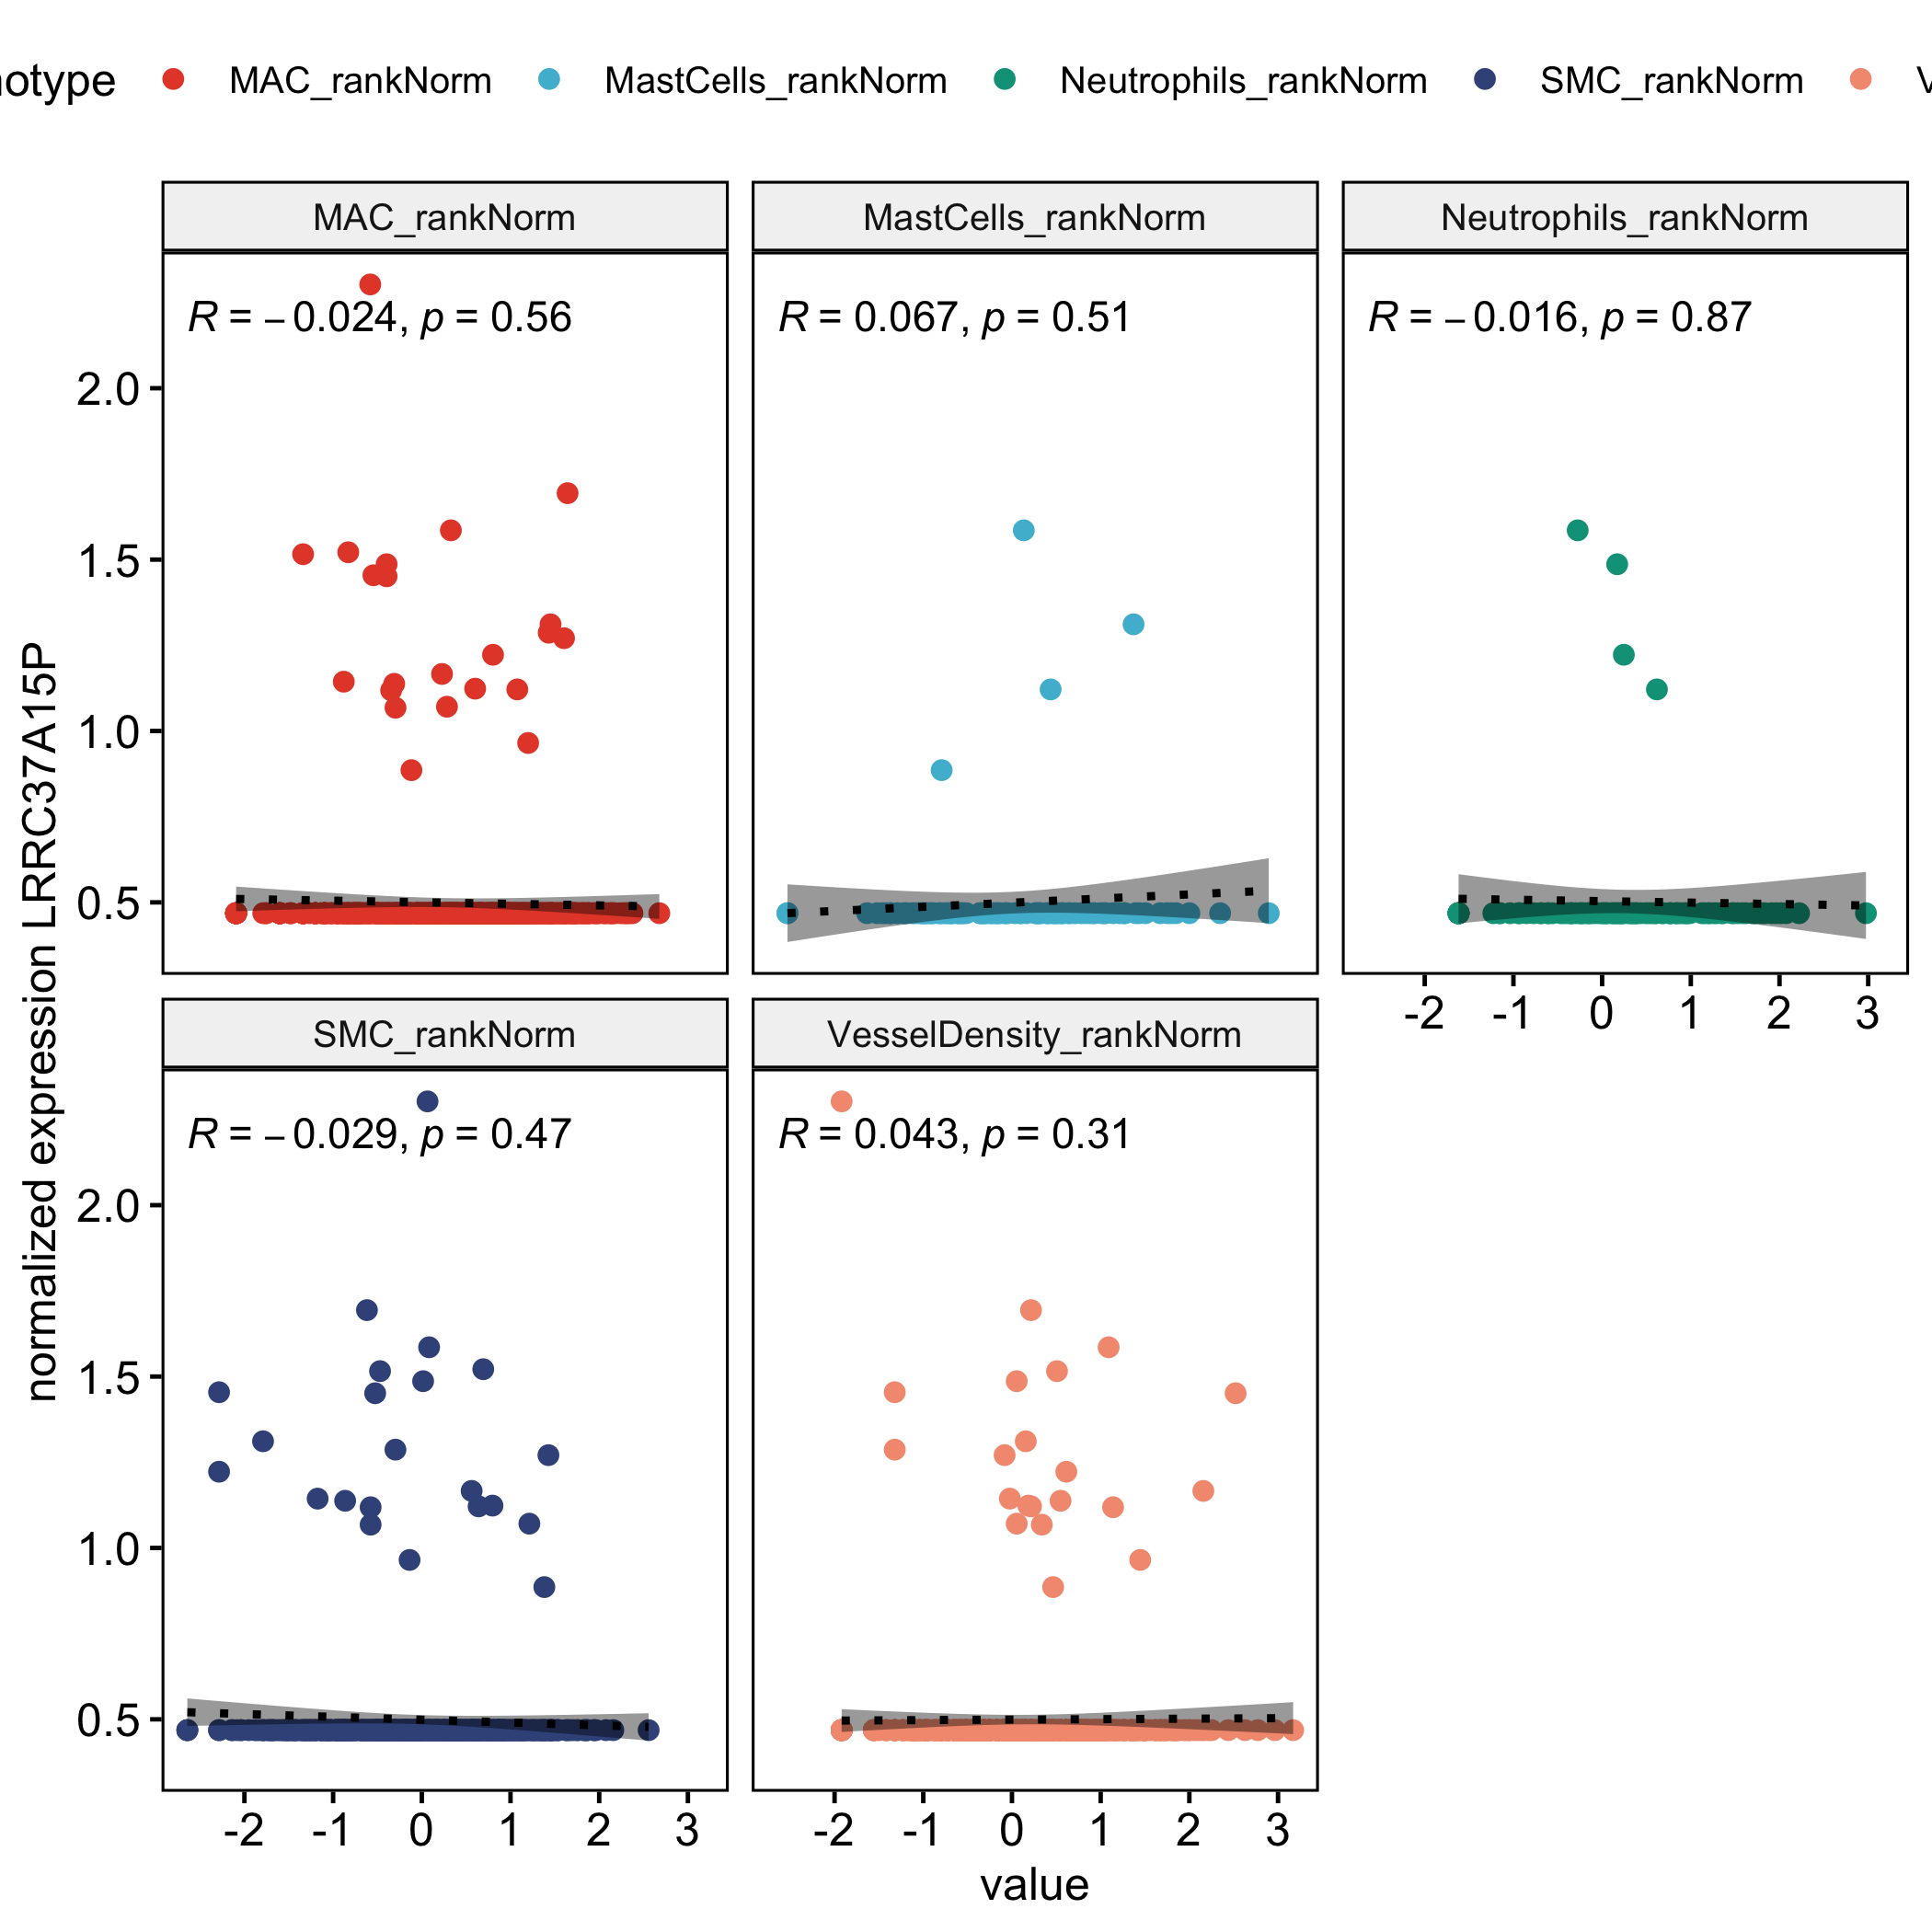 otype MAC_rankNorm MastCells_rankNorm Neutrophils_rankNorm SMC_rankNorm V
MAC_rankNorm MastCells_rankNorm Neutrophils_rankNorm
R = −0.024, p = 0.56 R = 0.067, p = 0.51 R = −0.016, p = 0.87
2.0
1.5
1.0
0.5
-2 -1 0 1 2 3
SMC_rankNorm VesselDensity_rankNorm
R = −0.029, p = 0.47 R = 0.043, p = 0.31
2.0
1.5
1.0
0.5
-2 -1 0 1 2 3 -2 -1 0 1 2 3
value
normalized expression LRRC37A15P